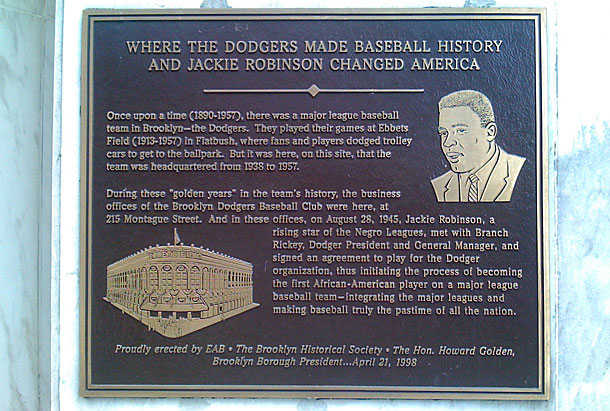 WHERE THE DODGERS MADE BASEBALL HISTORY
AND JACKIE ROBINSON CHANGED AMERICA
Once upon a time (1890-1957), there was a major league baseball
team in Brooklyn—the Dodgers. They played their games at Ebbets
Field (1913-1957) in Flatbush, where fans and players dodged trolley
cars to get to the ballpark. But it was here, on this site, that the
team was headquartered from 1938 to 1957.
During these "golden years" in the team's history, the business
offices of the Brooklyn Dodgers Baseball Club were here, at
215 Montague Street. And in these offices, on August 28, 1945, Jackie Robinson, a
rising star of the Negro Leagues, met with Branch
Rickey, Dodger President and General Manager, and
signed an agreement to play for the Dodger
organization, thus initiating the process of becoming
the first African-American player on a major league
baseball team—integrating the major leagues and
making baseball truly the pastime of all the nation.
Proudly erected by EAB • The Brooklyn Historical Society • The Hon. Howard Golden,
Brooklyn Borough President...April 21, 1998